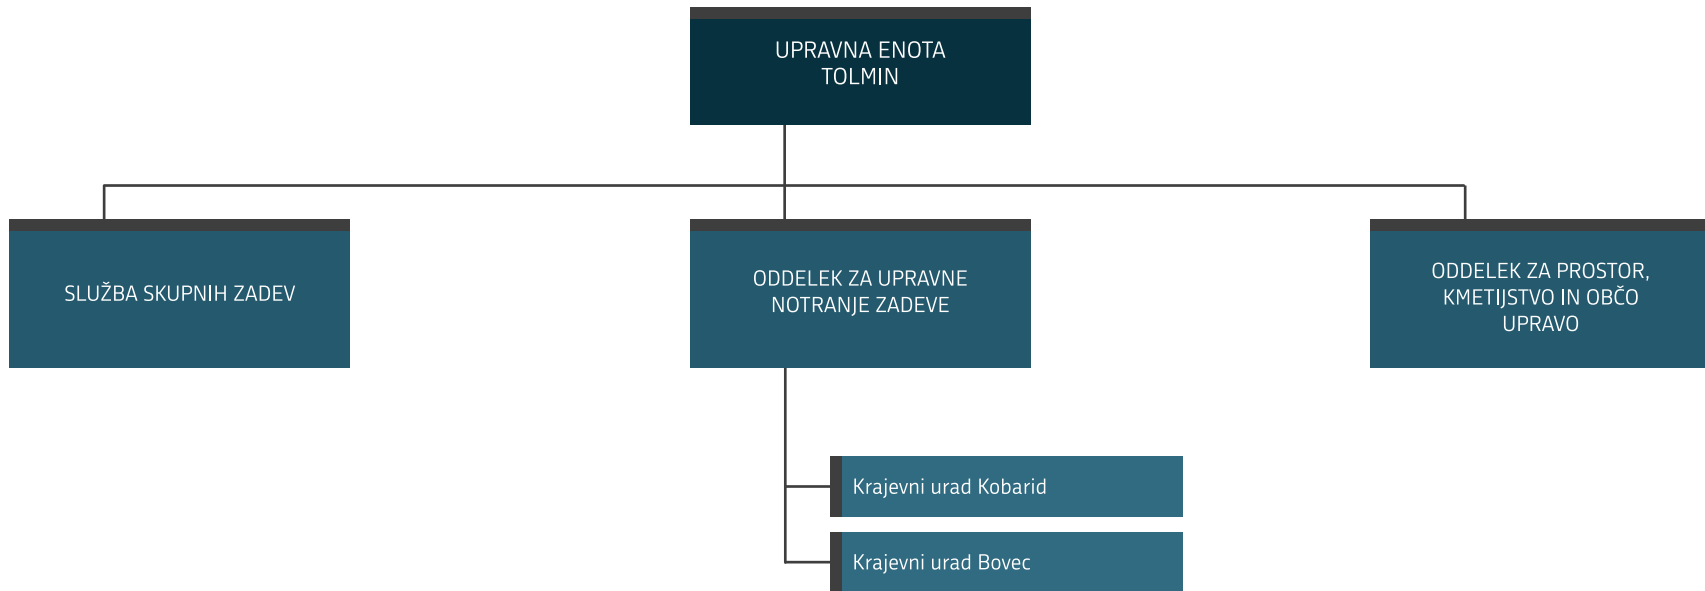 UPRAVNA ENOTA
TOLMIN
SLUŽBA SKUPNIH ZADEV
ODDELEK ZA UPRAVNE
NOTRANJE ZADEVE
ODDELEK ZA PROSTOR,
KMETIJSTVO IN OBČO
UPRAVO
Krajevni urad Kobarid
Krajevni urad Bovec